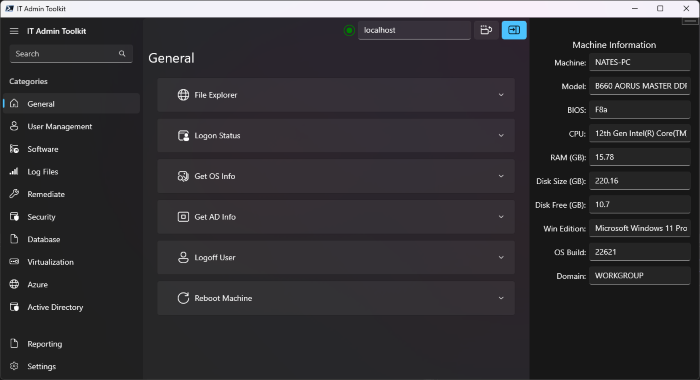 IT Admin Toolkit
IT Admin Toolkit
Search
Categories
General
User Management
Software
Log Files
Remediate
Security
Database
Virtualization
Azure
Active Directory
Reporting
Settings
localhost
General
File Explorer
Logon Status
Get OS Info
Get AD Info
Logoff User
Reboot Machine
Machine Information
Machine: NATES-PC
Model: B660 AORUS MASTER DDR
BIOS: F8a
CPU: 12th Gen Intel(R) Core(TM
RAM (GB): 15.78
Disk Size (GB): 220.16
Disk Free (GB): 10.7
Win Edition: Microsoft Windows 11 Pro
OS Build: 22621
Domain: WORKGROUP